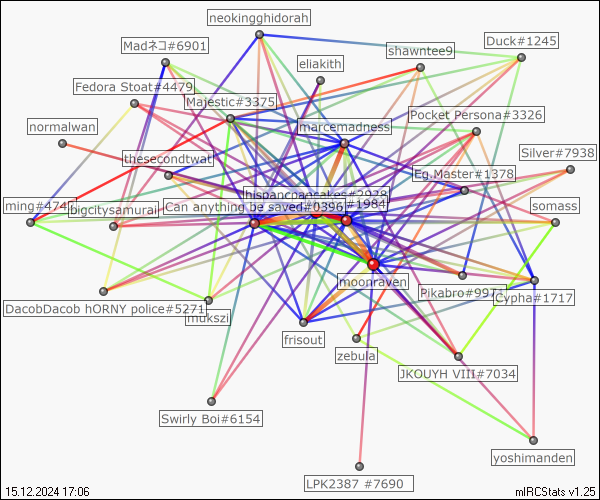 neokingghidorah
Madネコ#6901
Duck#1245
shawntee9
eliakith
Fedora Stoat#4479
Majestic#3375
Pocket Persona#3326
normalwan
marcemadness
Silver#7938
thesecondtwat
Eg.Master#1378
hispancpancakes#2978
ming#474
bigcitysamurai
Can anything be saved#0396
#1984
somass
moonraven
Pikabro#997
Cypha#1717
DacobDacob hORNY police#5271
mukszi
frisout
zebula
JKOUYH VIII#7034
Swirly Boi#6154
yoshimanden
LPK2387 #7690
15.12.2024 17:06
mIRCStats v1.25